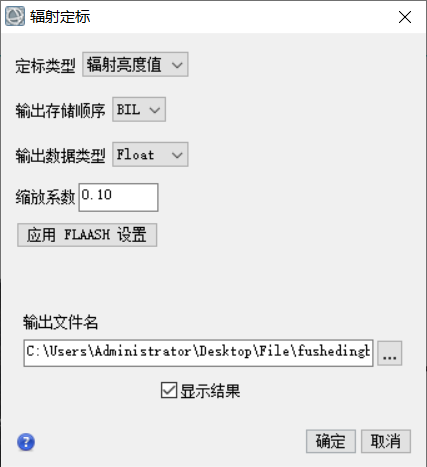 辐射定标
定标类型 辐射亮度值
输出存储顺序 BIL
输出数据类型 Float
缩放系数 0.10
应用 FLAASH 设置
输出文件名
C:\Users\Administrator\Desktop\File\fusheding
...
显示结果
? 确定 取消